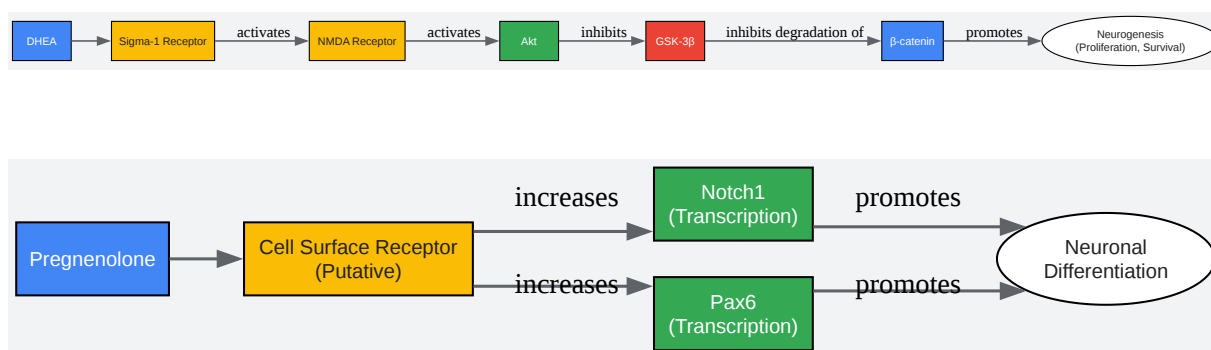 DHEA
Sigma-1 Receptor
activates
NMDA Receptor
activates
Akt
inhibits
GSK-3β
inhibits degradation of
β-catenin
promotes
Neurogenesis
(Proliferation, Survival)
Pregnenolone
Cell Surface Receptor
(Putative)
increases
Notch1
(Transcription)
promotes
increases
Pax6
(Transcription)
promotes
Neuronal
Differentiation